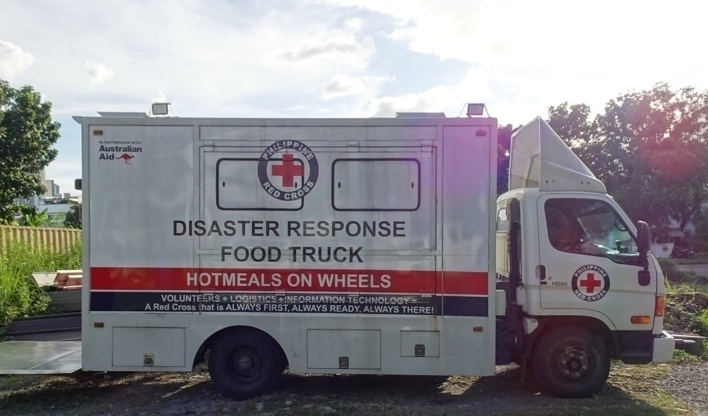 IN PARTNERSHIP WITH
Australian
Aid
PHILIPPINE
RED CROSS
DISASTER RESPONSE
FOOD TRUCK
HOTMEALS ON WHEELS
VOLUNTEERS + LOGISTICS + INFORMATION TECHNOLOGY =
A Red Cross that is ALWAYS FIRST, ALWAYS READY, ALWAYS THERE!
PHILIPPINE
RED CROSS